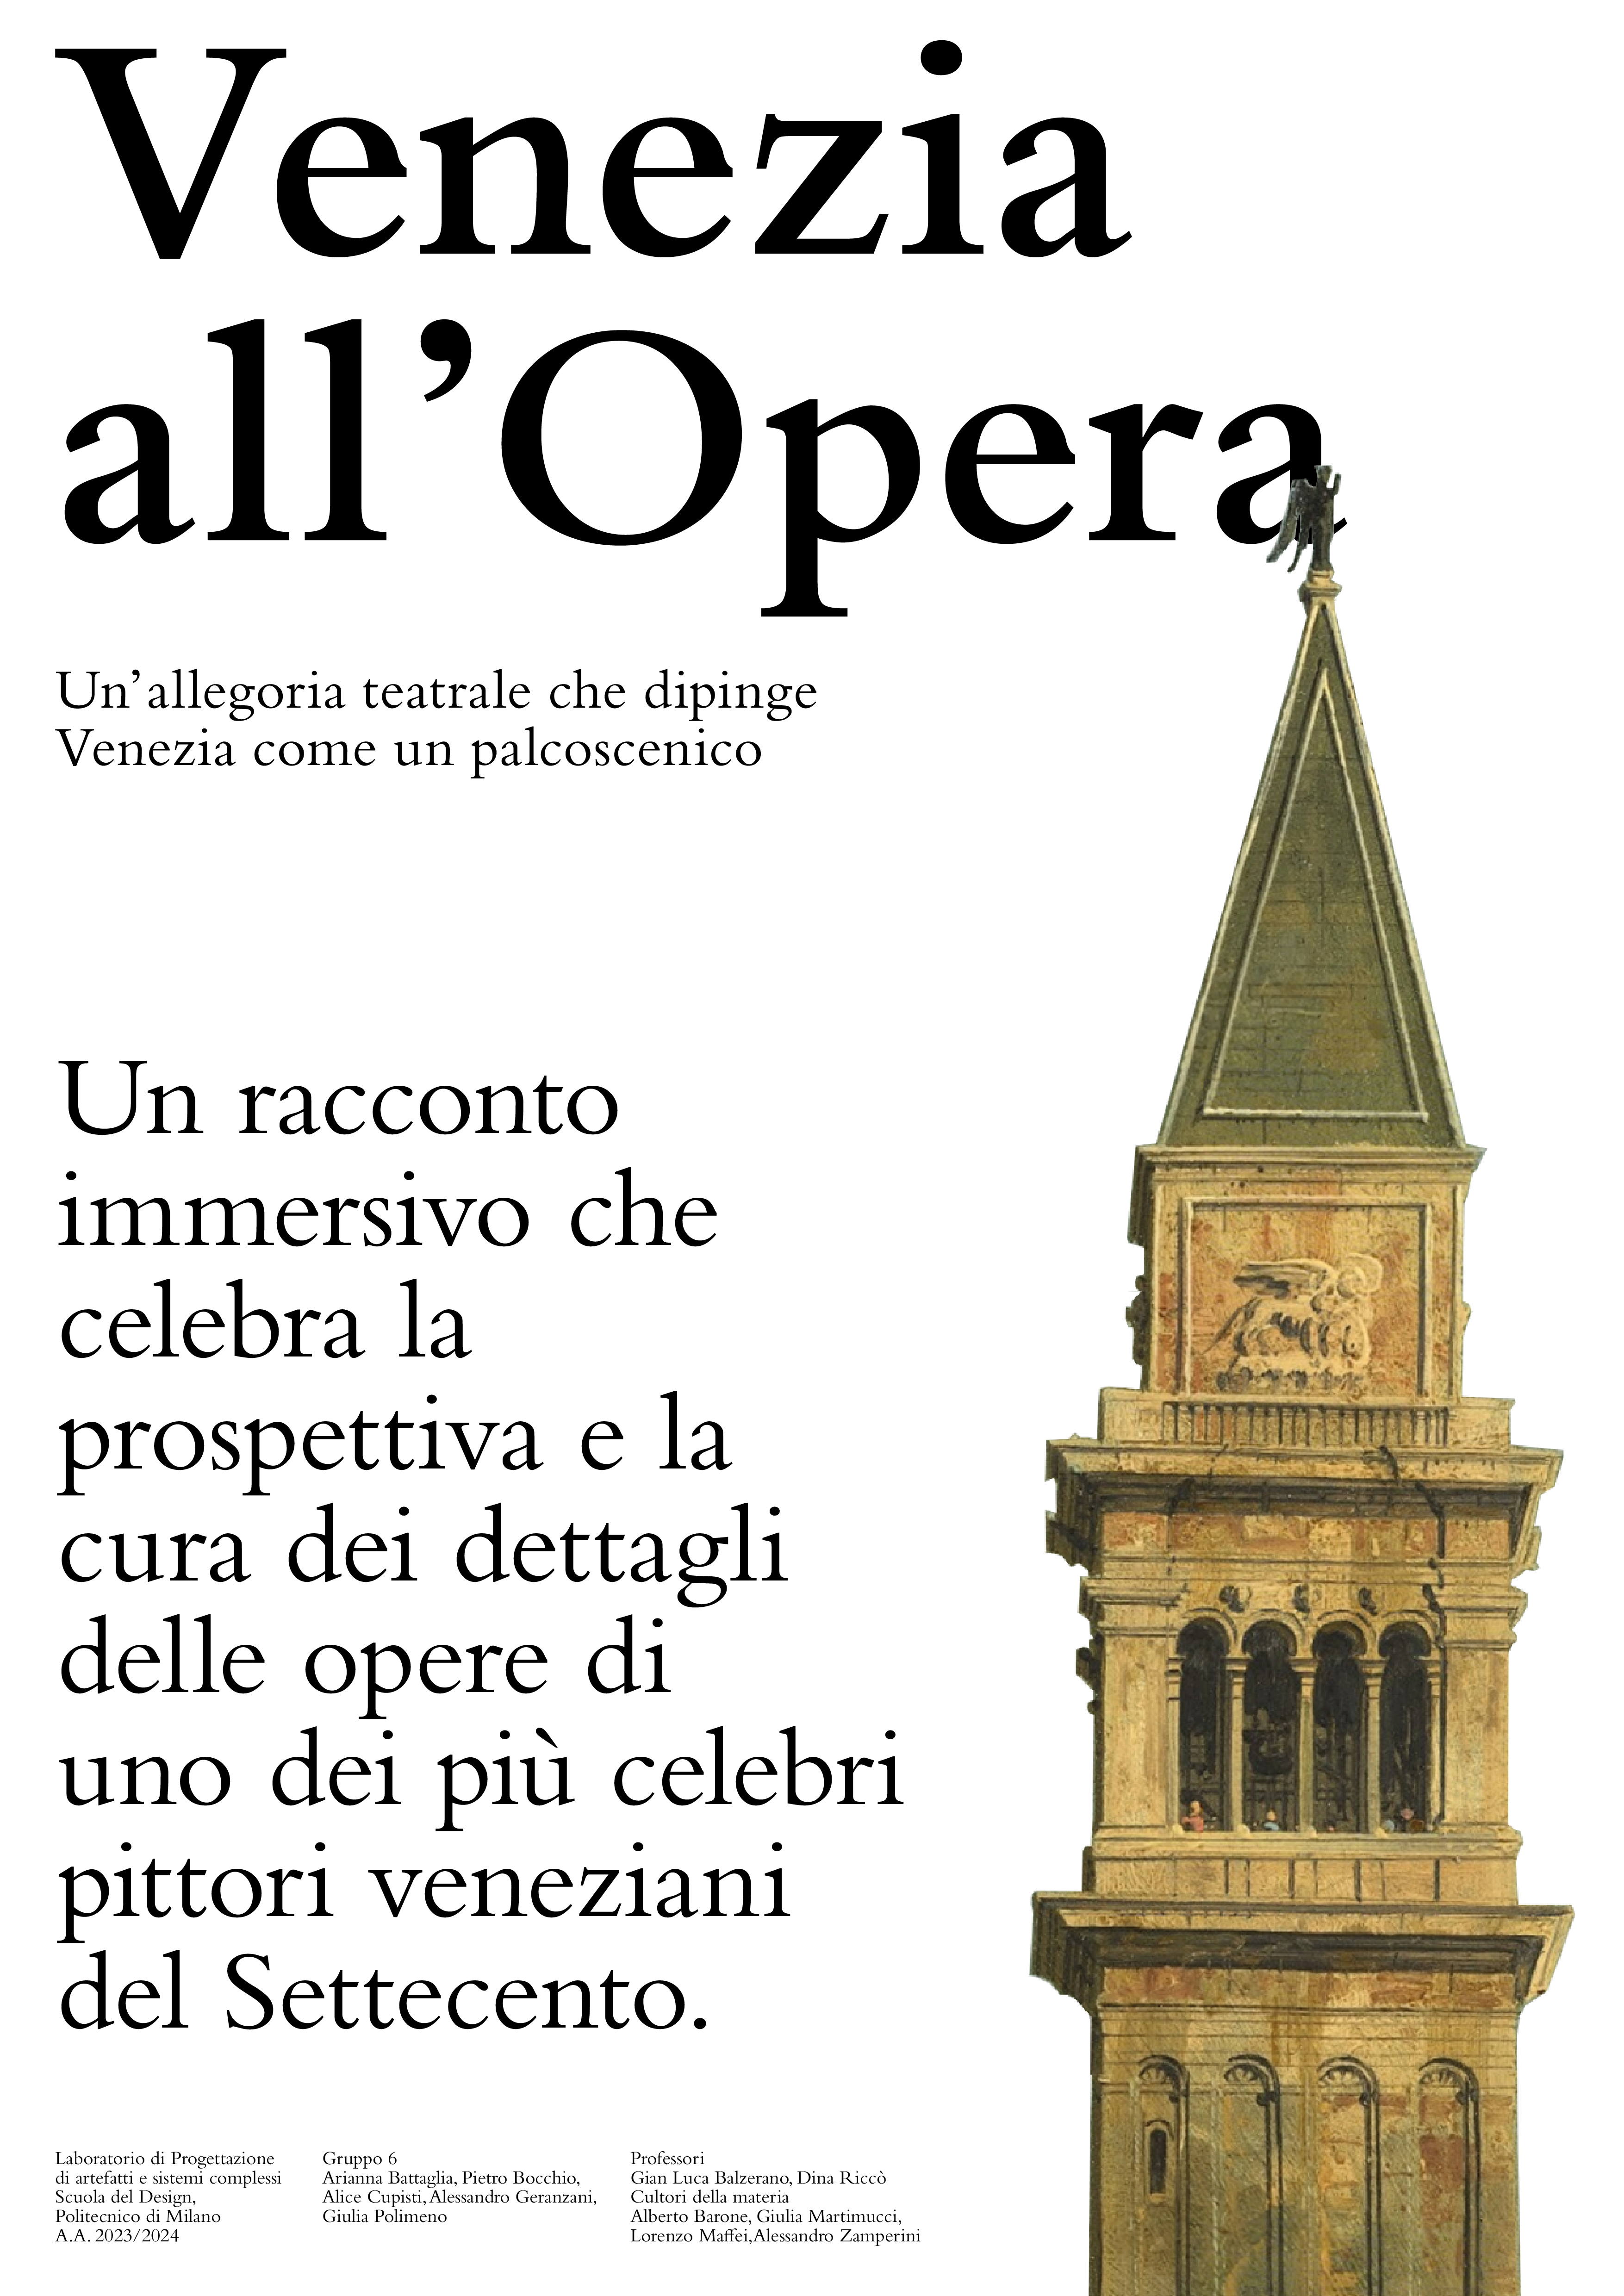 Venezia
all’Opera
Un’allegoria teatrale che dipinge
Venezia come un palcoscenico
Un racconto
immersivo che
celebra la
prospettiva e la
cura dei dettagli
delle opere di
uno dei più celebri
pittori veneziani
del Settecento.
Laboratorio di Progettazione
di artefatti e sistemi complessi
Scuola del Design,
Politecnico di Milano
A.A. 2023/2024
Gruppo 6
Arianna Battaglia, Pietro Bocchio,
Alice Cupisti, Alessandro Geranzani,
Giulia Polimeno
Professori
Gian Luca Balzerano, Dina Riccò
Cultori della materia
Alberto Barone, Giulia Martimucci,
Lorenzo Maffei,Alessandro Zamperini